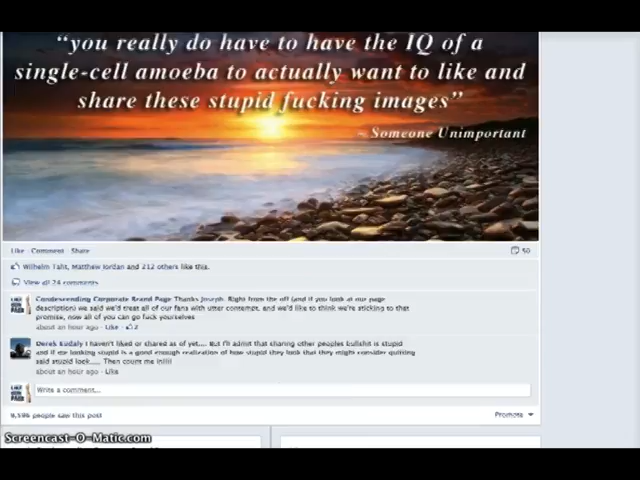 “you really do have to have the IQ of a
single-cell amoeba to actually want to like and
share these stupid fucking images”
~ Someone Unimportant
Like · Comment · Share
50
Wilhelm Taht, Matthew Jordan and 212 others like this.
View all 24 comments
Condescending Corporate Brand Page Thanks Joseph. Right from the off (and if you look at our page
description) we said we'd treat all of our fans with utter contempt, and we'd like to think we're sticking to that
promise, now all of you can go fuck yourselves
about an hour ago · Like · 2
Derek Kudaly I haven't liked or shared as of yet.... But I'll admit that sharing other peoples bullshit is stupid
and if me looking stupid is a good enough realization of how stupid they look that they might consider quitting
said stupid look..... Then count me in!!!!
about an hour ago · Like
Write a comment...
9,596 people saw this post
Promote
Screencast-O-Matic.com